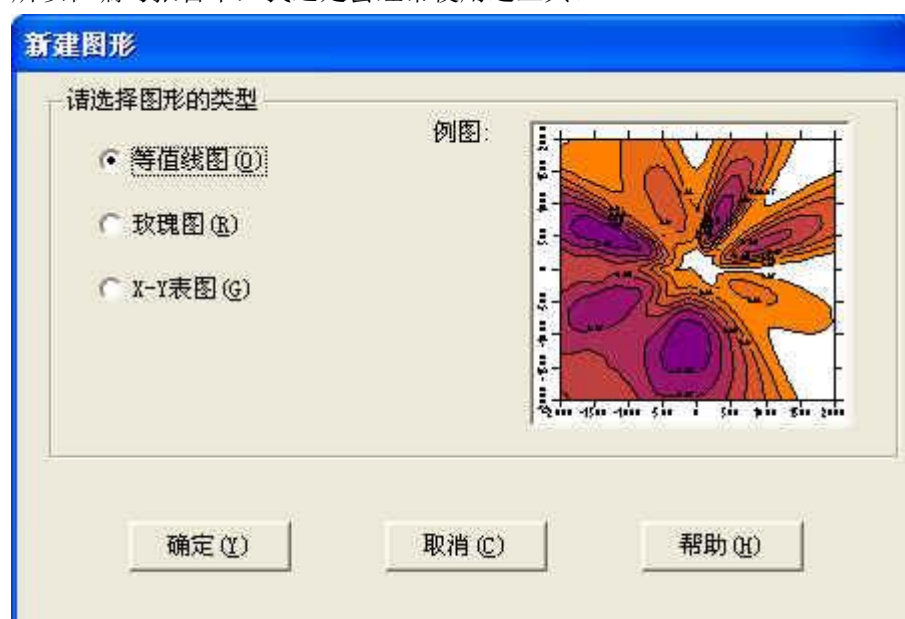 新建图形
请选择图形的类型
例图:
等值线图(O)
玫瑰图(R)
X-Y表图(G)
确定(Y)
取消(C)
帮助(H)